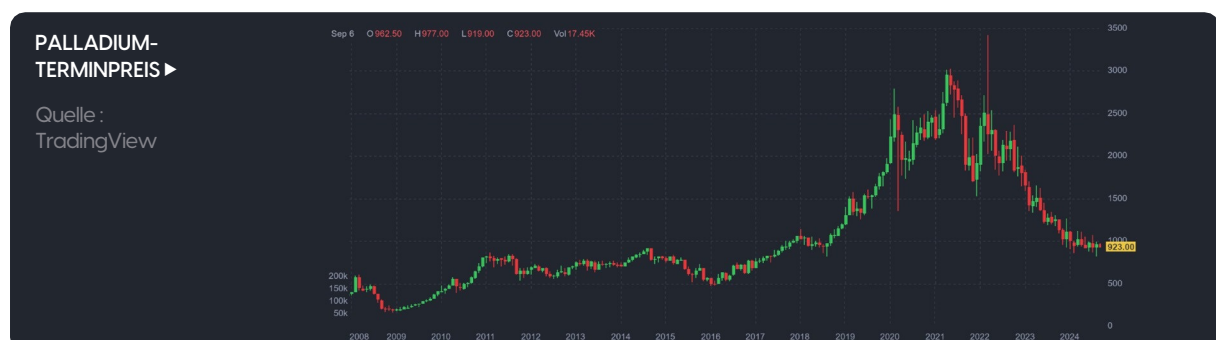 PALLADIUM-
TERMINPREIS ▶
Quelle :
TradingView
Sep 6 O962.50 H977.00 L919.00 C923.00 Vol17.45K
3500
3000
2500
2000
1500
1000
923.00
500
0
200k
150k
100k
50k
2008 2009 2010 2011 2012 2013 2014 2015 2016 2017 2018 2019 2020 2021 2022 2023 2024